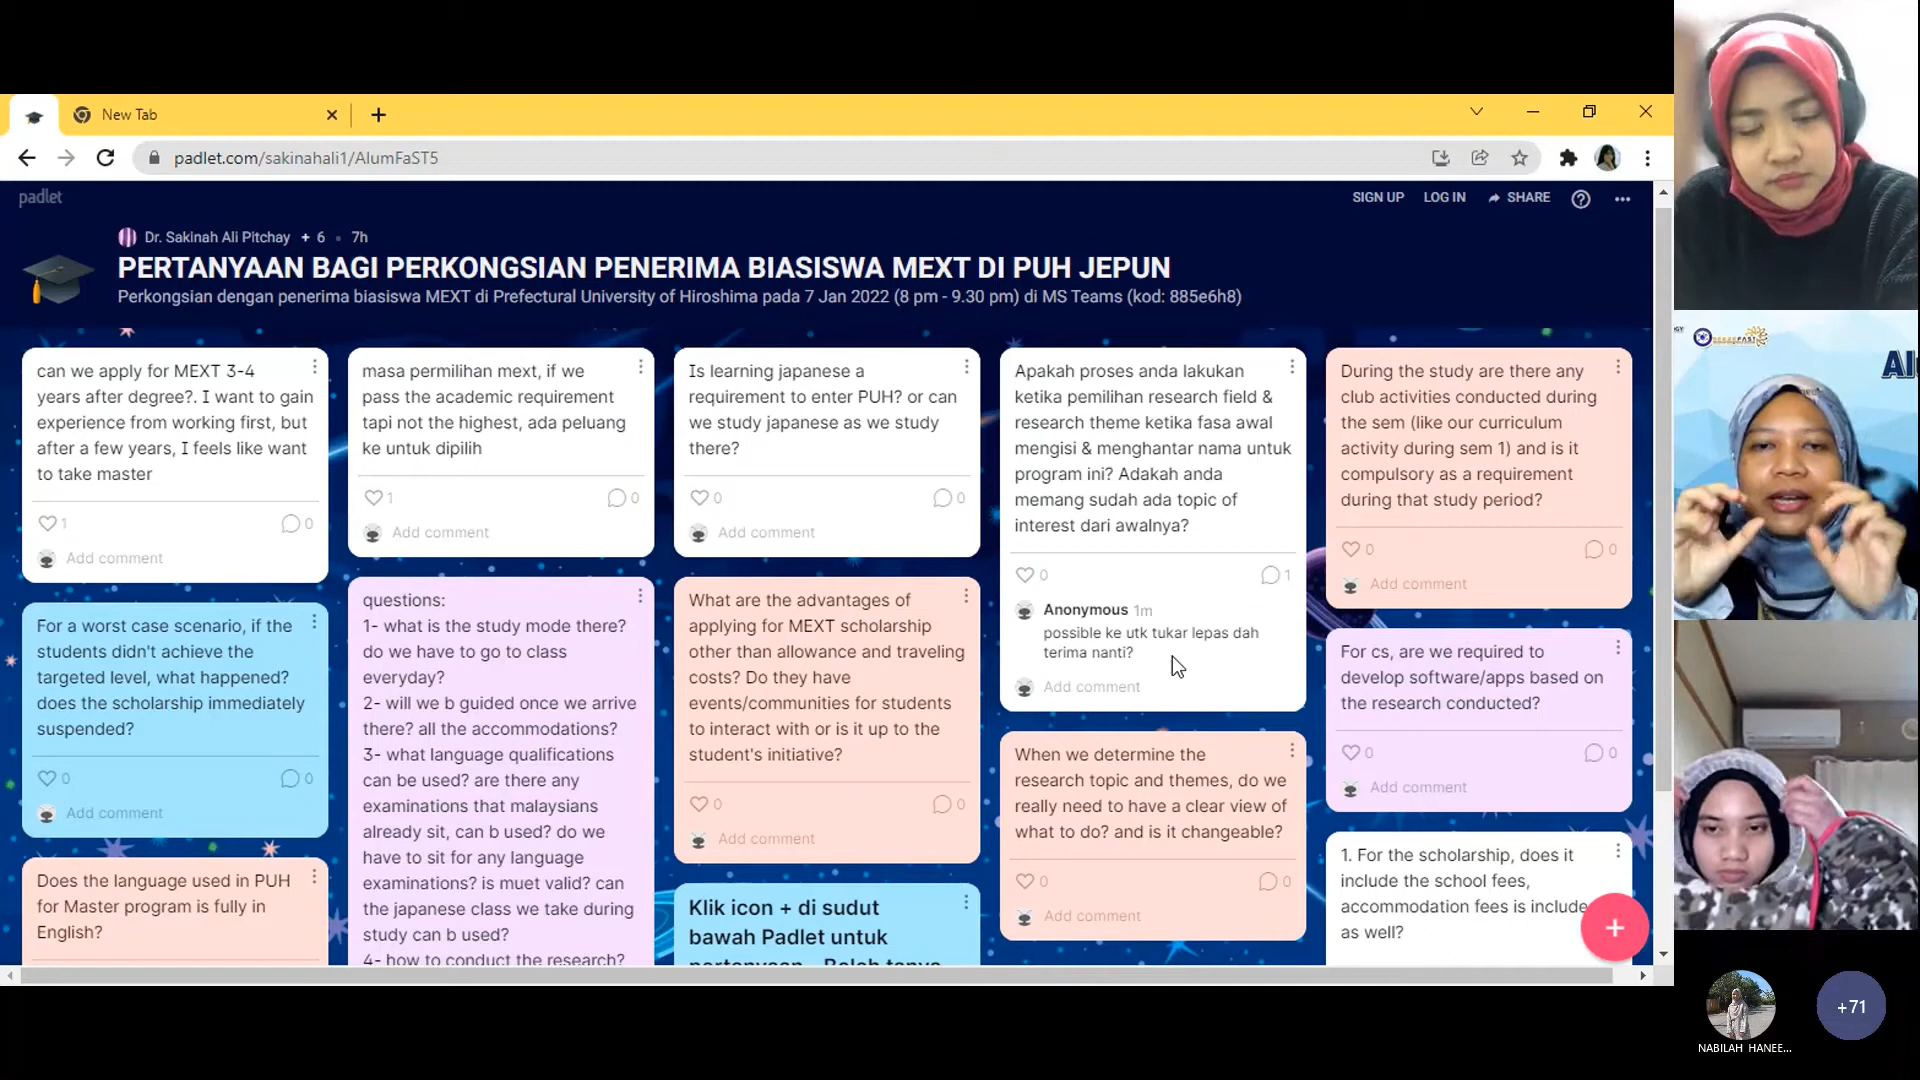 New Tab
padlet.com/sakinahali1/AlumFaST5
padlet
SIGN UP
LOG IN
SHARE
Dr. Sakinah Ali Pitchay + 6 7h
PERTANYAAN BAGI PERKONGSIAN PENERIMA BIASISWA MEXT DI PUH JEPUN
Perkongsian dengan penerima biasiswa MEXT di Prefectural University of Hiroshima pada 7 Jan 2022 (8 pm - 9.30 pm) di MS Teams (kod: 885e6h8)
can we apply for MEXT 3-4
years after degree?. I want to gain
experience from working first, but
after a few years, I feels like want
to take master
1
0
Add comment
For a worst case scenario, if the
students didn't achieve the
targeted level, what happened?
does the scholarship immediately
suspended?
0
0
Add comment
Does the language used in PUH
for Master program is fully in
English?
masa permilihan mext, if we
pass the academic requirement
tapi not the highest, ada peluang
ke untuk dipilih
1
0
Add comment
questions:
1- what is the study mode there?
do we have to go to class
everyday?
2- will we b guided once we arrive
there? all the accommodations?
3- what language qualifications
can be used? are there any
examinations that malaysians
already sit, can b used? do we
have to sit for any language
examinations? is muet valid? can
the japanese class we take during
study can b used?
4- how to conduct the research?
Is learning japanese a
requirement to enter PUH? or can
we study japanese as we study
there?
0
0
Add comment
What are the advantages of
applying for MEXT scholarship
other than allowance and traveling
costs? Do they have
events/communities for students
to interact with or is it up to the
student's initiative?
0
0
Add comment
Klik icon + di sudut
bawah Padlet untuk
Apakah proses anda lakukan
ketika pemilihan research field &
research theme ketika fasa awal
mengisi & menghantar nama untuk
program ini? Adakah anda
memang sudah ada topic of
interest dari awalnya?
0
1
Anonymous 1m
possible ke utk tukar lepas dah
terima nanti?
Add comment
When we determine the
research topic and themes, do we
really need to have a clear view of
what to do? and is it changeable?
0
0
Add comment
During the study are there any
club activities conducted during
the sem (like our curriculum
activity during sem 1) and is it
compulsory as a requirement
during that study period?
0
0
Add comment
For cs, are we required to
develop software/apps based on
the research conducted?
0
0
Add comment
1. For the scholarship, does it
include the school fees,
accommodation fees is include
as well?
+71
NABILAH HANEE...